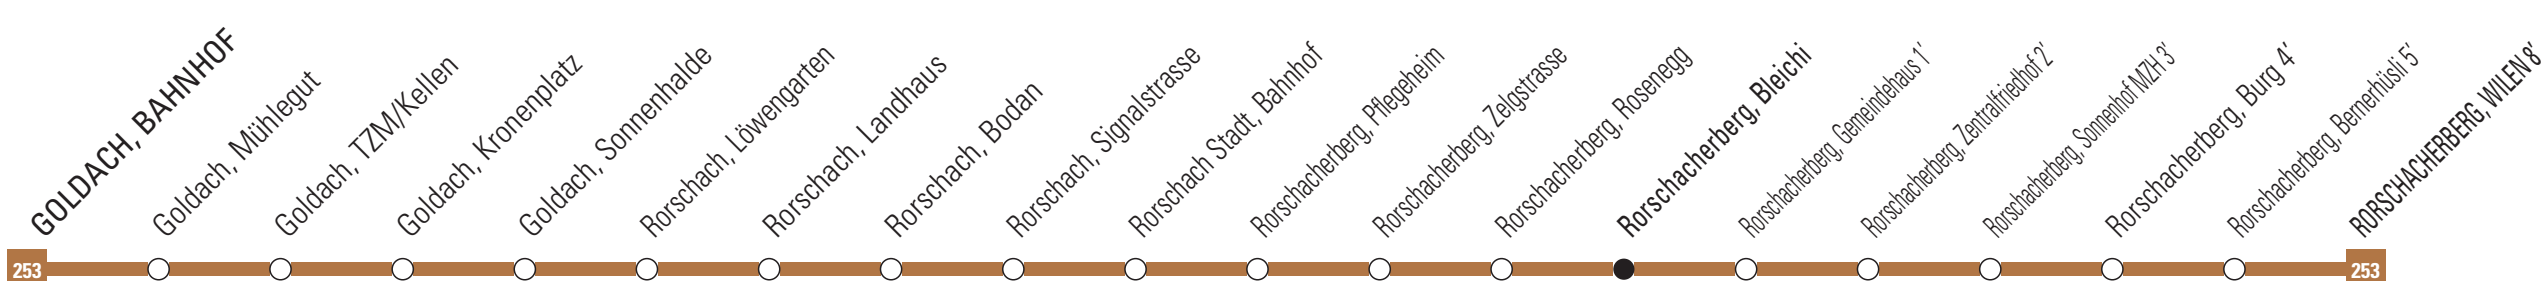 GOLDACH, BAHNHOF
Goldach, Mühlegut
Goldach, TZM/Kellen
Goldach, Kronenplatz
Goldach, Sonnenhalde
Rorschach, Löwengarten
Rorschach, Landhaus
Rorschach, Bodan
Rorschach, Signalstrasse
Rorschach Stadt, Bahnhof
Rorschacherberg, Pflegeheim
Rorschacherberg, Zelgstrasse
Rorschacherberg, Rosenegg
Rorschacherberg, Bleichi
Rorschacherberg, Gemeindehaus 1'
Rorschacherberg, Zentralfriedhof 2'
Rorschacherberg, Sonnenhof MZH 3'
Rorschacherberg, Burg 4'
Rorschacherberg, Bernerhüsli 5'
RORSCHACHERBERG, WILEN 8'
253
253